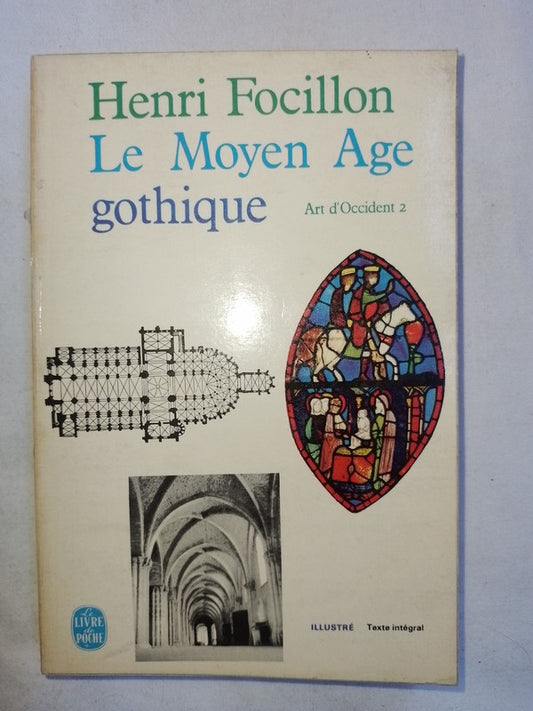 Henri Focillon
Le Moyen Age
gothique
Art d'Occident 2
ILLUSTRÉ Texte intégral
Le
LIVRE
de
POCHE